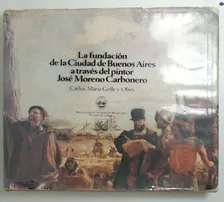 La fundación
de la Ciudad de Buenos Aires
a través del pintor
José Moreno Carbonero
Carlos María Gelly y Obes